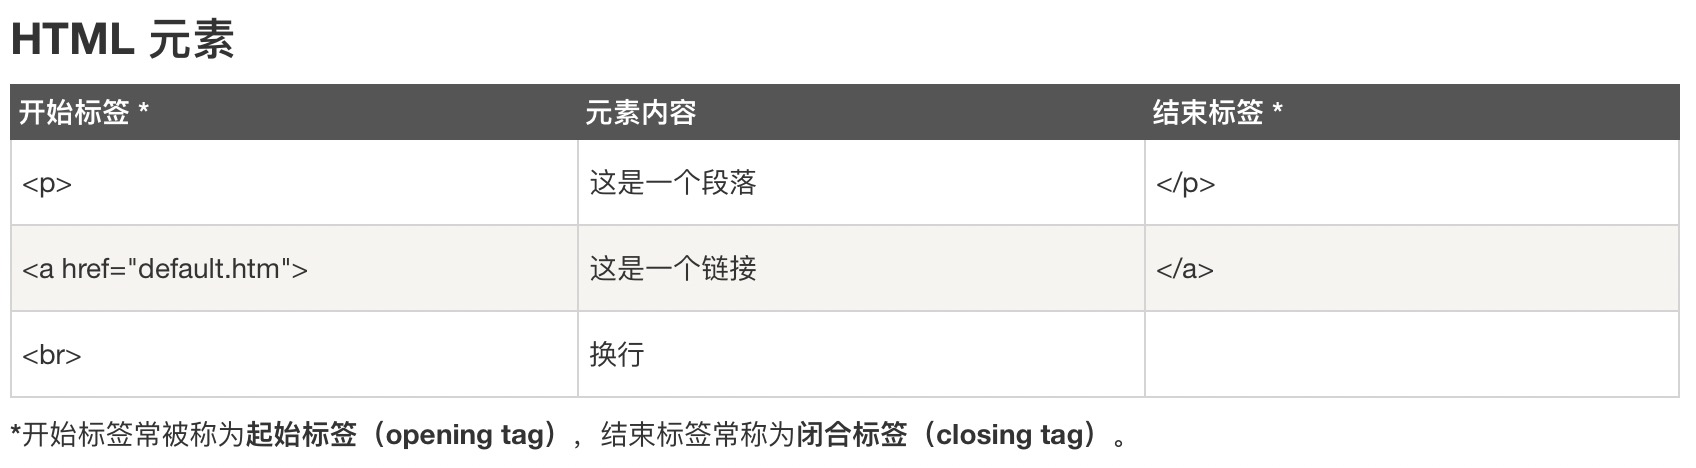 HTML 元素
开始标签 * 元素内容 结束标签 *
<p> 这是一个段落 </p>
<a href="default.htm"> 这是一个链接 </a>
<br> 换行
*开始标签常被称为起始标签（opening tag），结束标签常称为闭合标签（closing tag）。